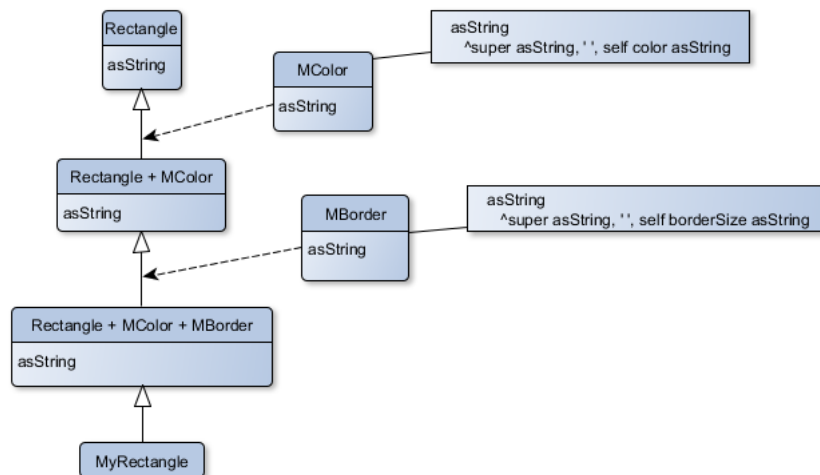 Rectangle
asString
MColor
asString
asString
^super asString, ' ', self color asString
Rectangle + MColor
asString
MBorder
asString
asString
^super asString, ' ', self borderSize asString
Rectangle + MColor + MBorder
asString
MyRectangle